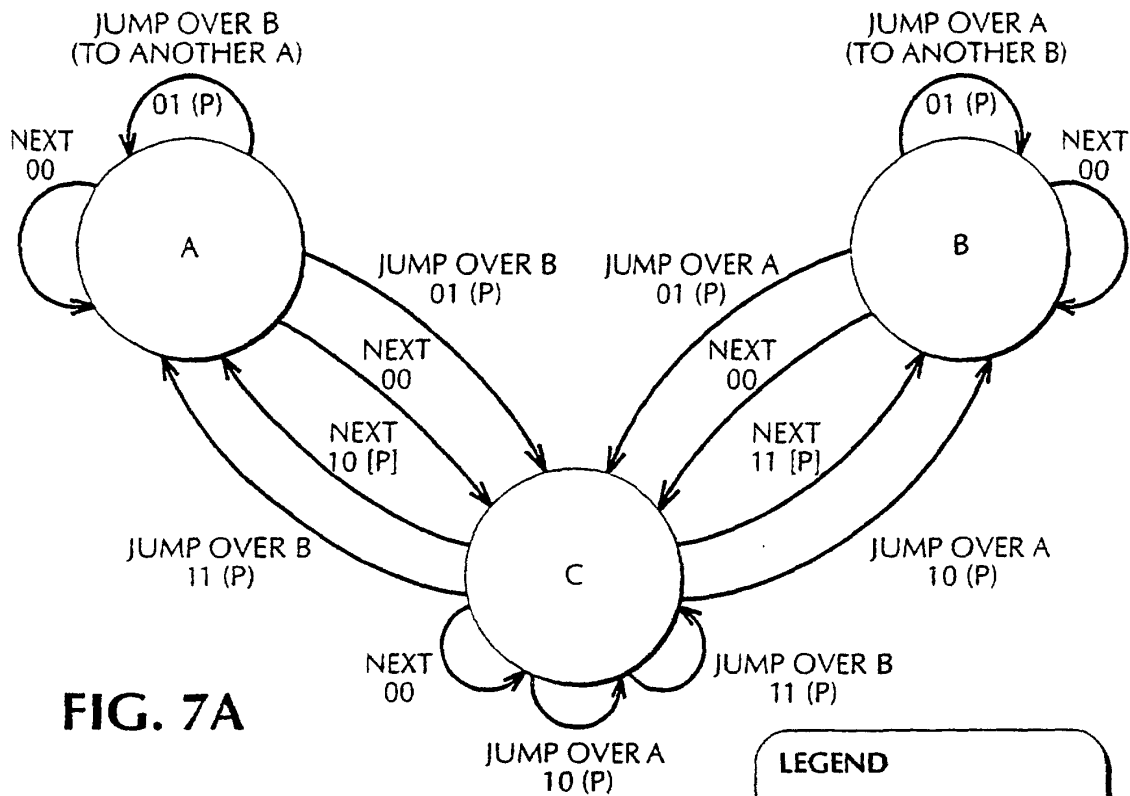 JUMP OVER B
(TO ANOTHER A)
01 (P)
NEXT
00
A
JUMP OVER A
(TO ANOTHER B)
01 (P)
NEXT
00
B
JUMP OVER B
01 (P)
JUMP OVER A
01 (P)
NEXT
00
NEXT
00
NEXT
10 [P]
NEXT
11 [P]
JUMP OVER B
11 (P)
JUMP OVER A
10 (P)
C
NEXT
00
JUMP OVER B
11 (P)
JUMP OVER A
10 (P)
FIG. 7A
LEGEND